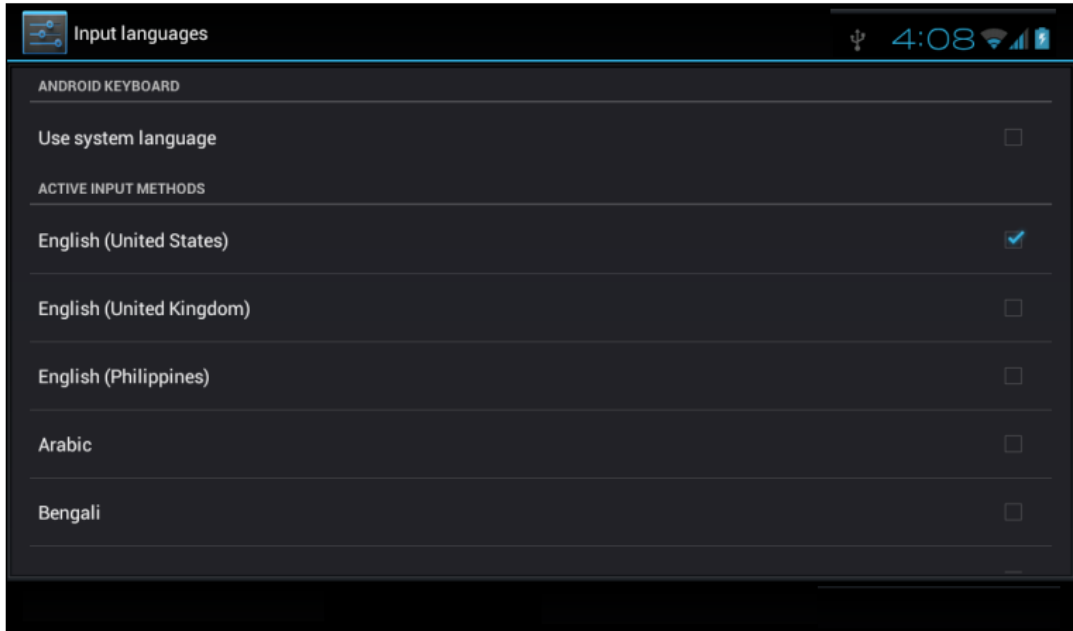 Input languages
4:08
ANDROID KEYBOARD
Use system language
ACTIVE INPUT METHODS
English (United States)
English (United Kingdom)
English (Philippines)
Arabic
Bengali